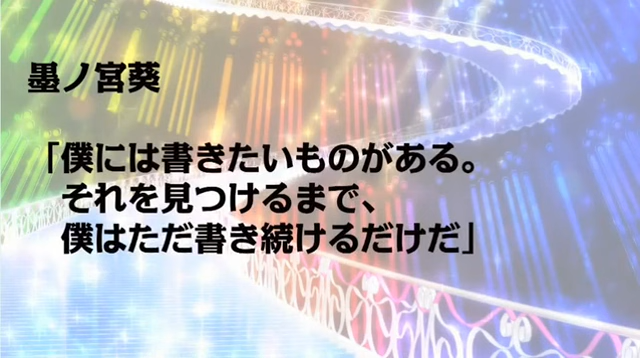 墨ノ宮葵
「僕には書きたいものがある。
それを見つけるまで、
僕はただ書き続けるだけだ」